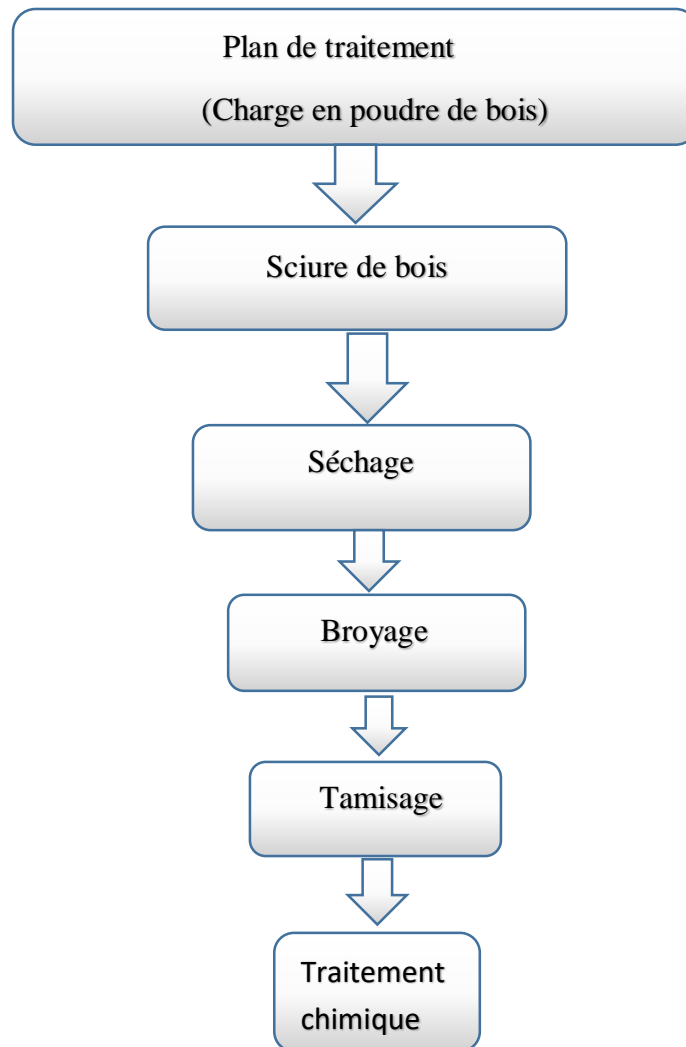 Plan de traitement
(Charge en poudre de bois)
Sciure de bois
Séchage
Broyage
Tamisage
Traitement
chimique